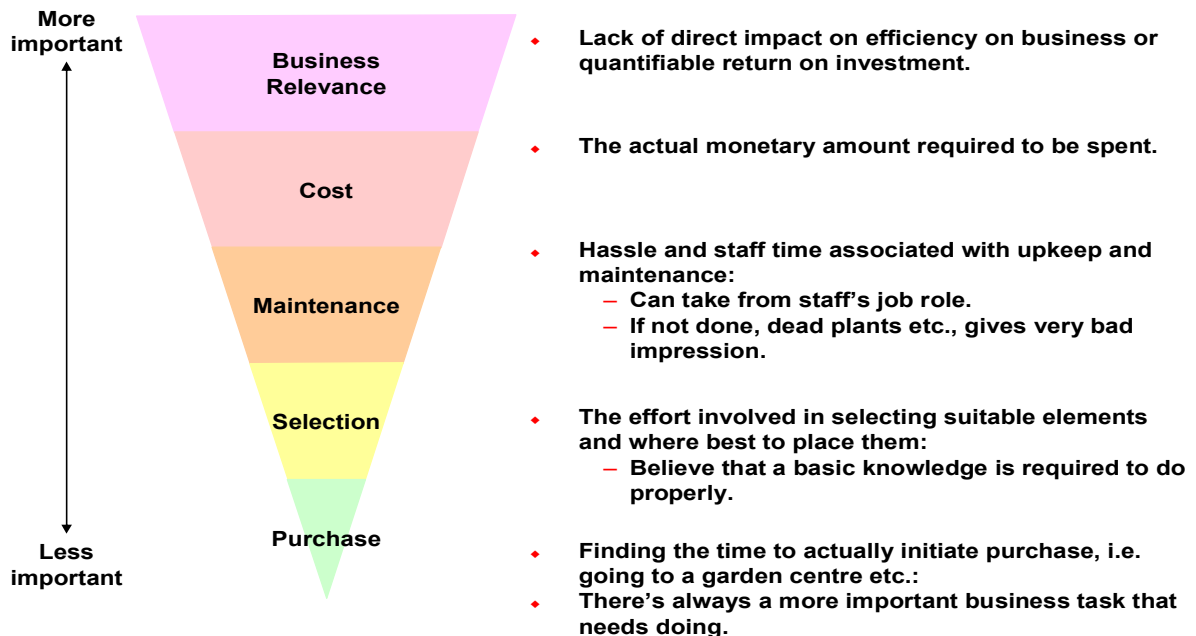 More
important
Business
Relevance
Cost
Maintenance
Selection
Purchase
Less
important
Lack of direct impact on efficiency on business or
quantifiable return on investment.
The actual monetary amount required to be spent.
Hassle and staff time associated with upkeep and
maintenance:
– Can take from staff’s job role.
– If not done, dead plants etc., gives very bad
impression.
The effort involved in selecting suitable elements
and where best to place them:
– Believe that a basic knowledge is required to do
properly.
Finding the time to actually initiate purchase, i.e.
going to a garden centre etc.:
There’s always a more important business task that
needs doing.